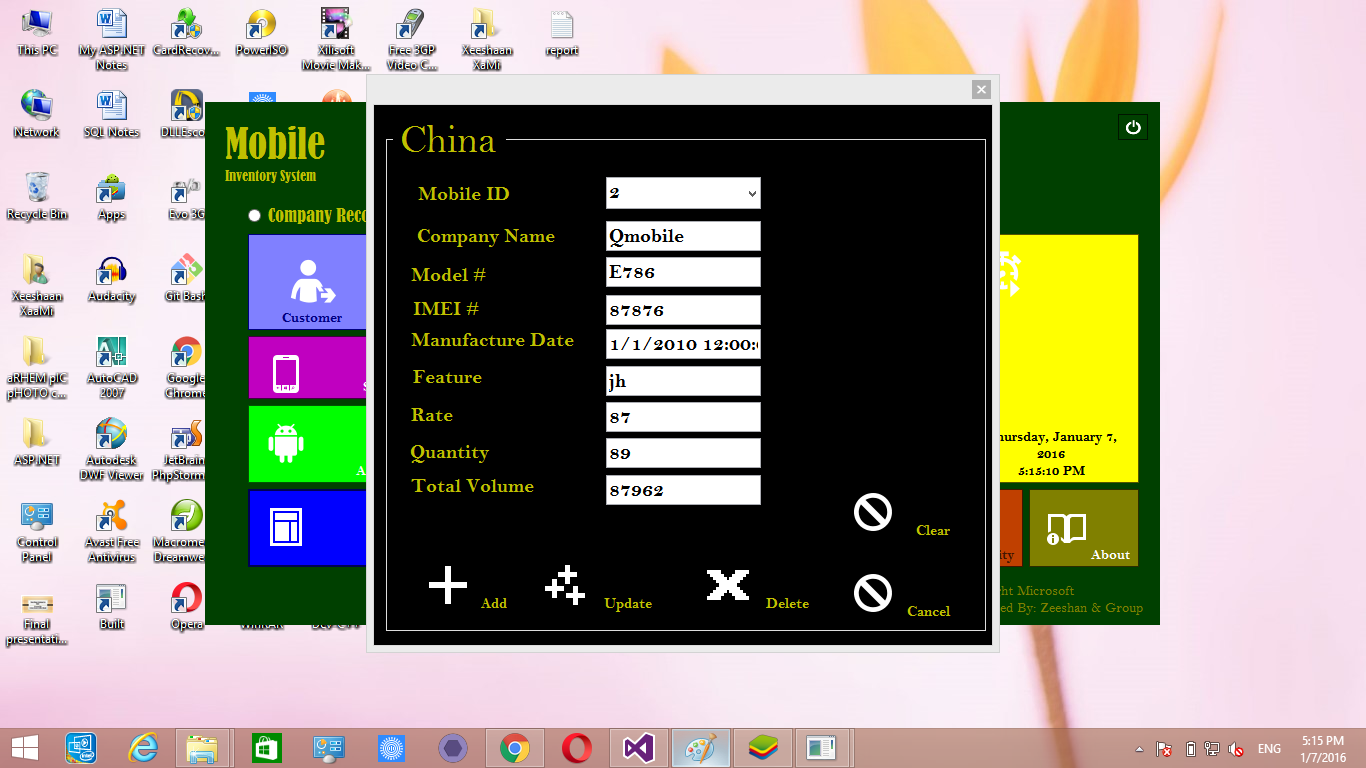 This PC
My ASP.NET
Notes
CardRecov...
PowerISO
Xilisoft
Movie Mak...
Free 3GP
Video C...
Xeeshaan
XaMi
report
Network
SQL Notes
DLLEsco
Recycle Bin
Apps
Evo 3G
Xeeshaan
XaaMi
Audacity
Git Bash
aRHEM pIC
pHOTO c...
AutoCAD
2007
Google
Chrome
ASP.NET
Autodesk
DWF Viewer
JetBrain
PhpStorm
Control
Panel
Avast Free
Antivirus
Macrome
Dreamwe
Final
presentati...
Built
Opera
Mobile
Inventory System
Company Reco
Customer
China
Mobile ID 2
Company Name Qmobile
Model # E786
IMEI # 87876
Manufacture Date 1/1/2010 12:00:
Feature jh
Rate 87
Quantity 89
Total Volume 87962
Clear
Add
Update
Delete
Cancel
hursday, January 7,
2016
5:15:10 PM
ity
About
ht Microsoft
ed By: Zeeshan & Group
ENG
5:15 PM
1/7/2016